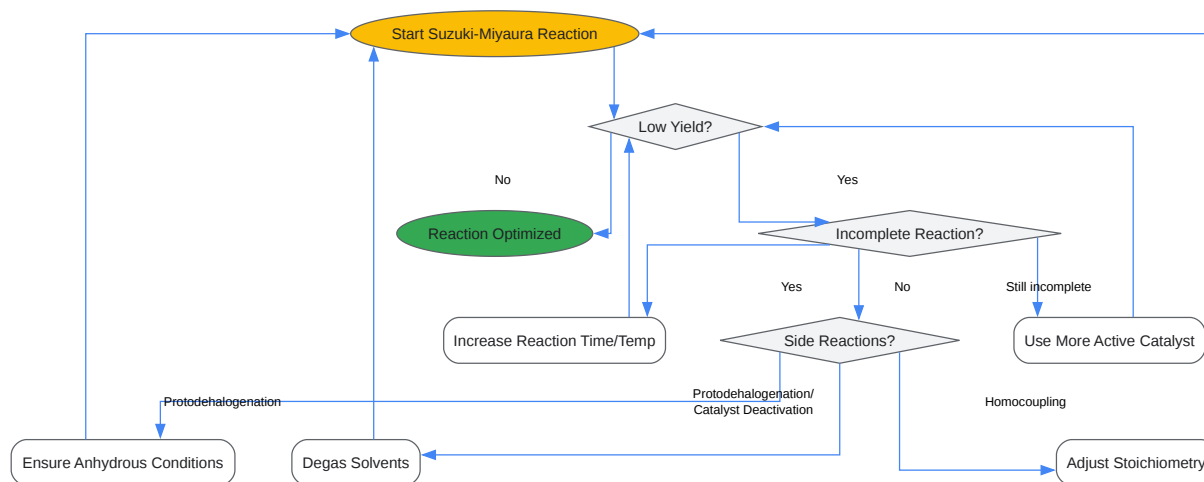 Start Suzuki-Miyaura Reaction
Low Yield?
No
Yes
Reaction Optimized
Incomplete Reaction?
Yes
No
Still incomplete
Increase Reaction Time/Temp
Side Reactions?
Use More Active Catalyst
Protodehalogenation
Protodehalogenation/
Catalyst Deactivation
Homocoupling
Ensure Anhydrous Conditions
Degas Solvents
Adjust Stoichiometry